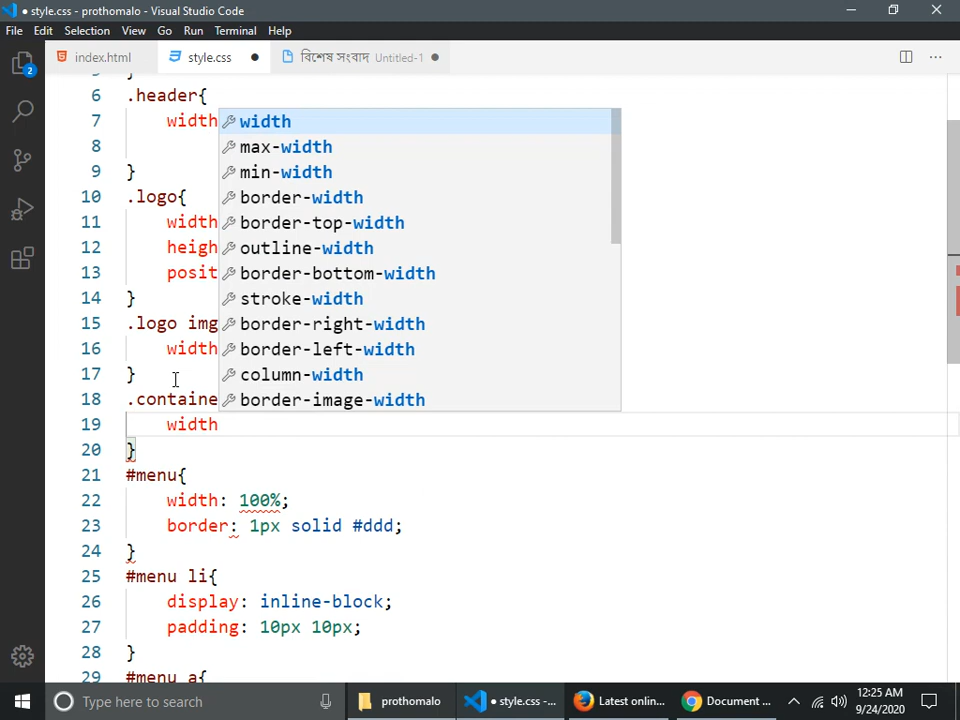 ● style.css - prothomalo - Visual Studio Code
File Edit Selection View Go Run Terminal Help
index.html style.css ● বিশেষ সংবাদ Untitled-1 ●
2
6 .header{
7 width
8
9 }
10 .logo{
11 width
12 heigh
13 posit
14 }
15 .logo img
16 width
17 }
18 .containe
19 width
20 }
21 #menu{
22 width: 100%;
23 border: 1px solid #ddd;
24 }
25 #menu li{
26 display: inline-block;
27 padding: 10px 10px;
28 }
29 #menu a{
width
max-width
min-width
border-width
border-top-width
outline-width
border-bottom-width
stroke-width
border-right-width
border-left-width
column-width
border-image-width
Type here to search
prothomalo
● style.css -...
Latest onlin...
Document ...
12:25 AM
9/24/2020